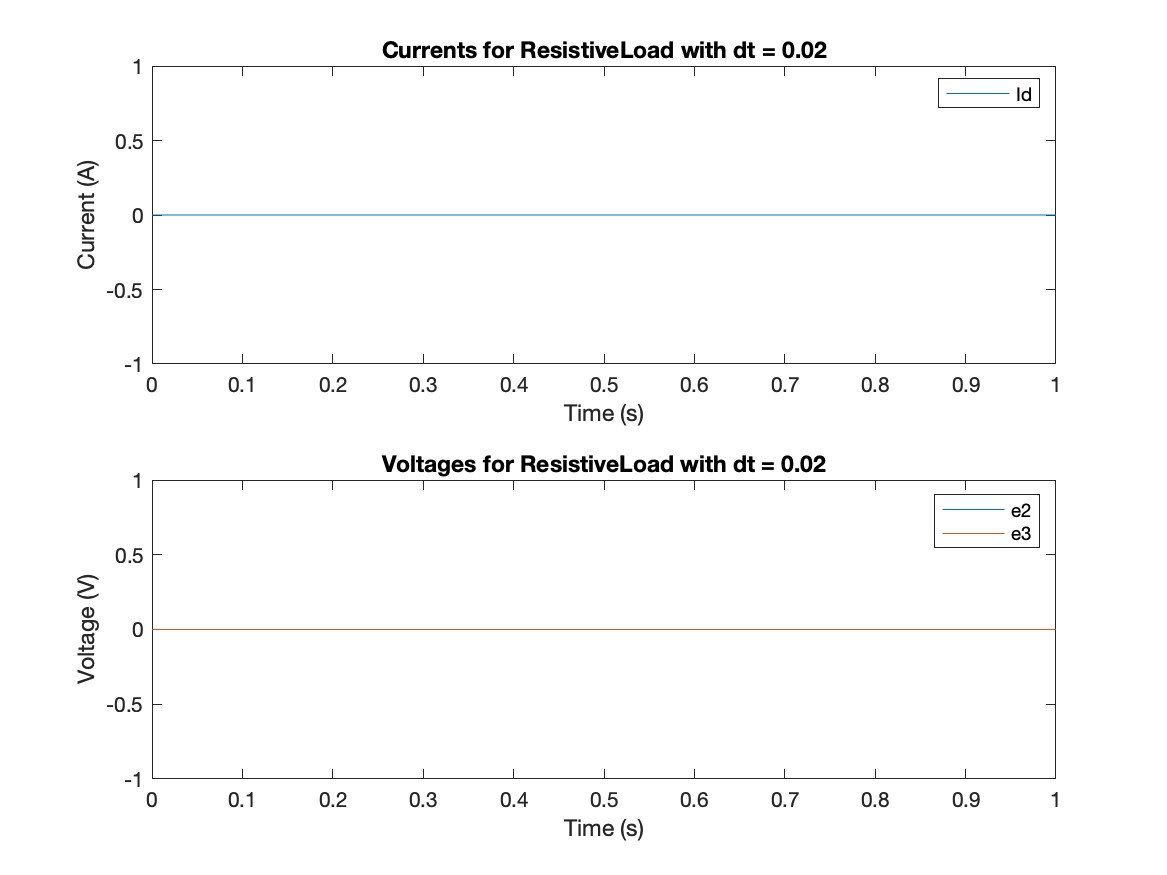 Currents for ResistiveLoad with dt = 0.02
1
0.5
0
-0.5
-1
Current (A)
Id
0 0.1 0.2 0.3 0.4 0.5 0.6 0.7 0.8 0.9 1
Time (s)
Voltages for ResistiveLoad with dt = 0.02
1
0.5
0
-0.5
-1
Voltage (V)
e2
e3
0 0.1 0.2 0.3 0.4 0.5 0.6 0.7 0.8 0.9 1
Time (s)